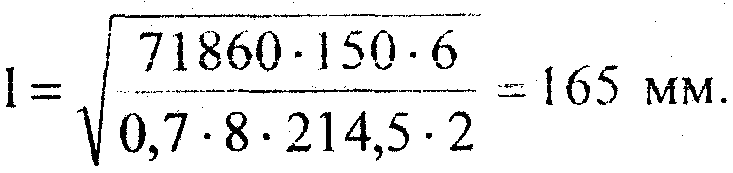 l = √(71860 · 150 · 6 / 0,7 · 8 · 214,5 · 2) = 165 мм.